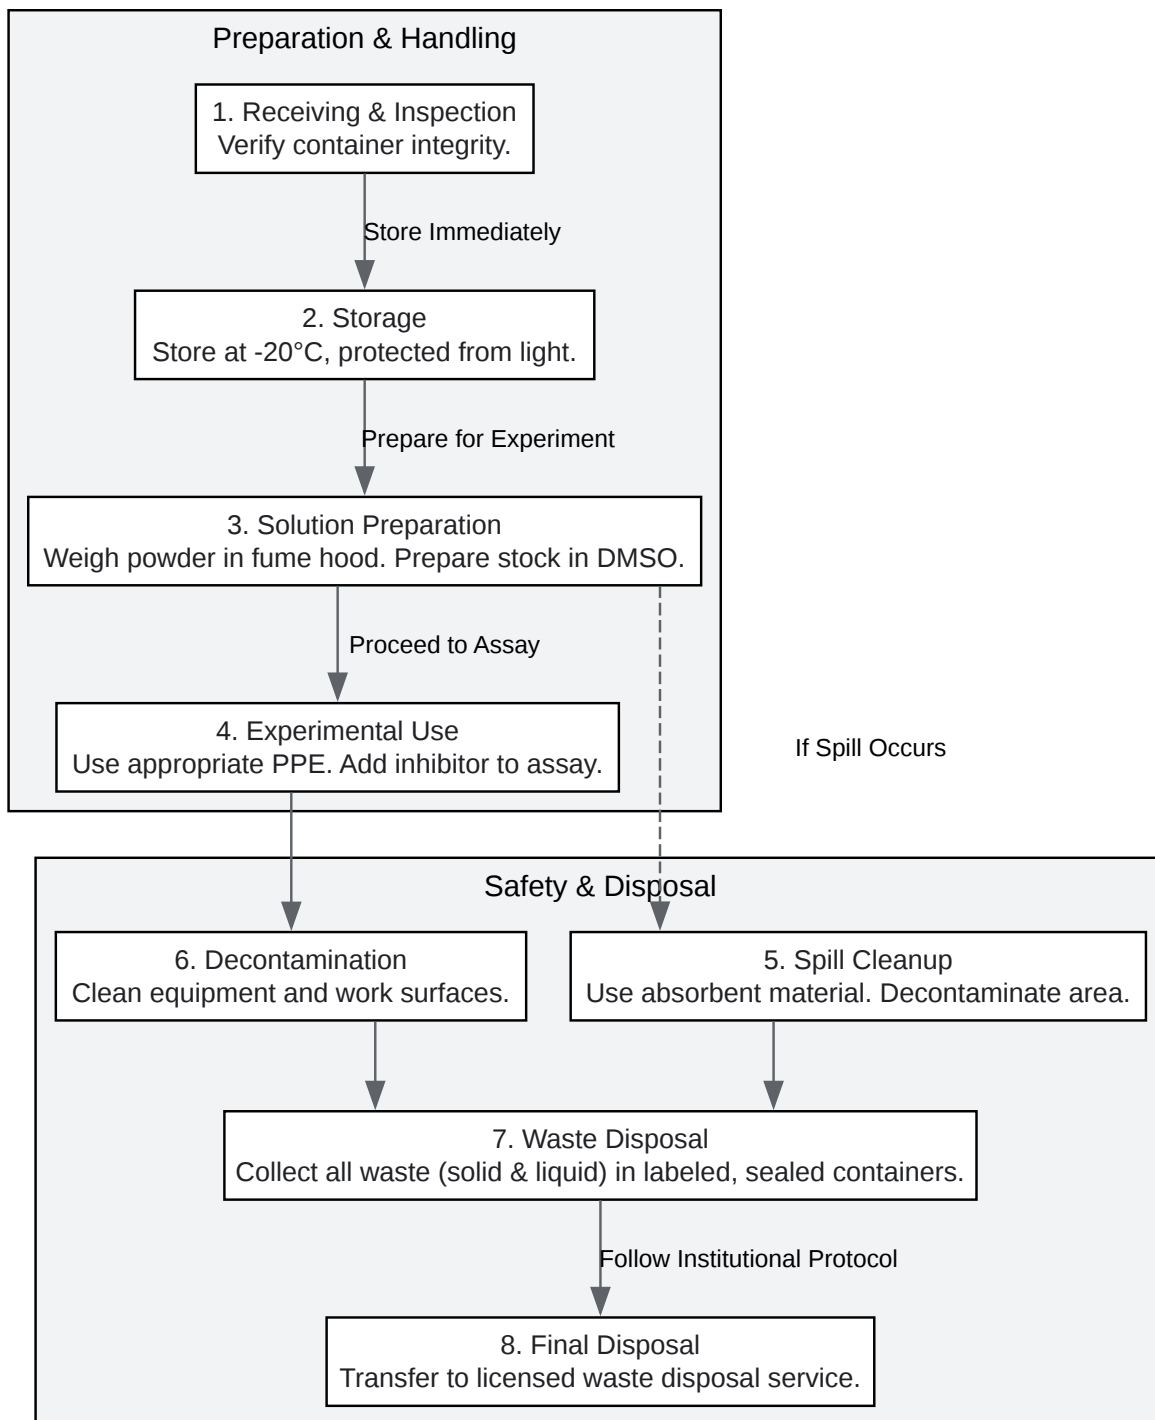 Preparation & Handling
1. Receiving & Inspection
Verify container integrity.
Store Immediately
2. Storage
Store at -20°C, protected from light.
Prepare for Experiment
3. Solution Preparation
Weigh powder in fume hood. Prepare stock in DMSO.
Proceed to Assay
4. Experimental Use
Use appropriate PPE. Add inhibitor to assay.
If Spill Occurs
Safety & Disposal
6. Decontamination
Clean equipment and work surfaces.
5. Spill Cleanup
Use absorbent material. Decontaminate area.
7. Waste Disposal
Collect all waste (solid & liquid) in labeled, sealed containers.
Follow Institutional Protocol
8. Final Disposal
Transfer to licensed waste disposal service.